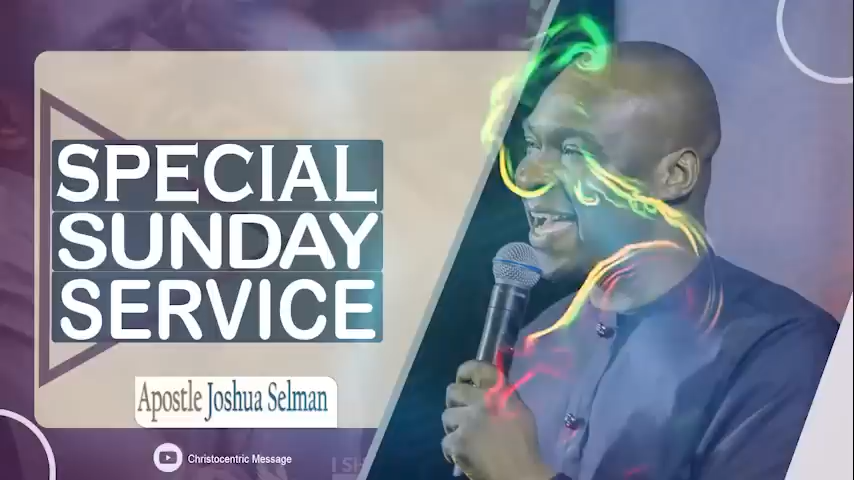 SPECIAL
SUNDAY
SERVICE
Apostle Joshua Selman
Christocentric Message